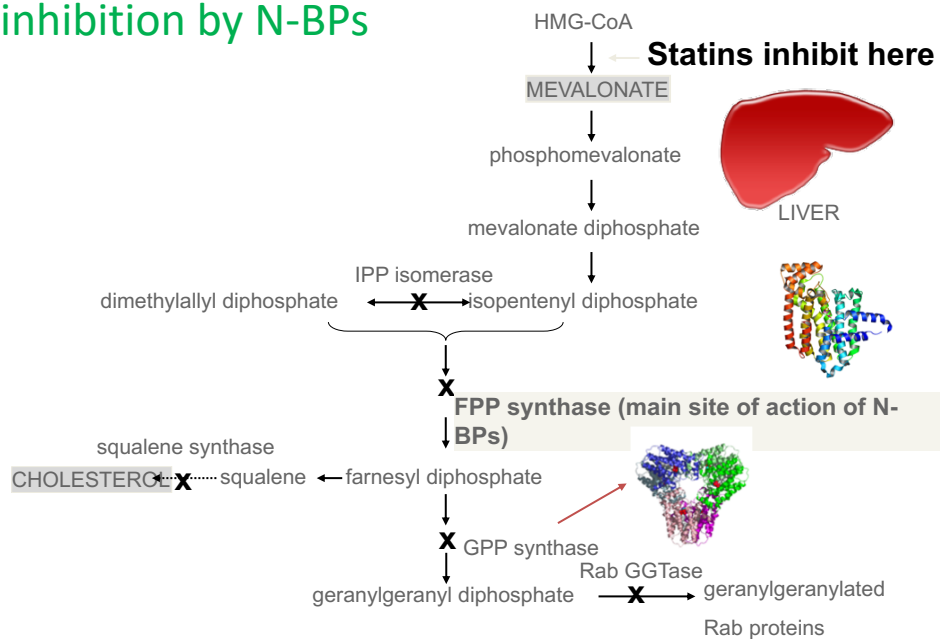 inhibition by N-BPs
HMG-CoA
Statins inhibit here
MEVALONATE
phosphomevalonate
LIVER
mevalonate diphosphate
IPP isomerase
dimethylallyl diphosphate
X
isopentenyl diphosphate
X
FPP synthase (main site of action of N-
BPs)
squalene synthase
CHOLESTEROL
X
squalene
farnesyl diphosphate
X
GPP synthase
Rab GGTase
geranylgeranyl diphosphate
X
geranylgeranylated
Rab proteins